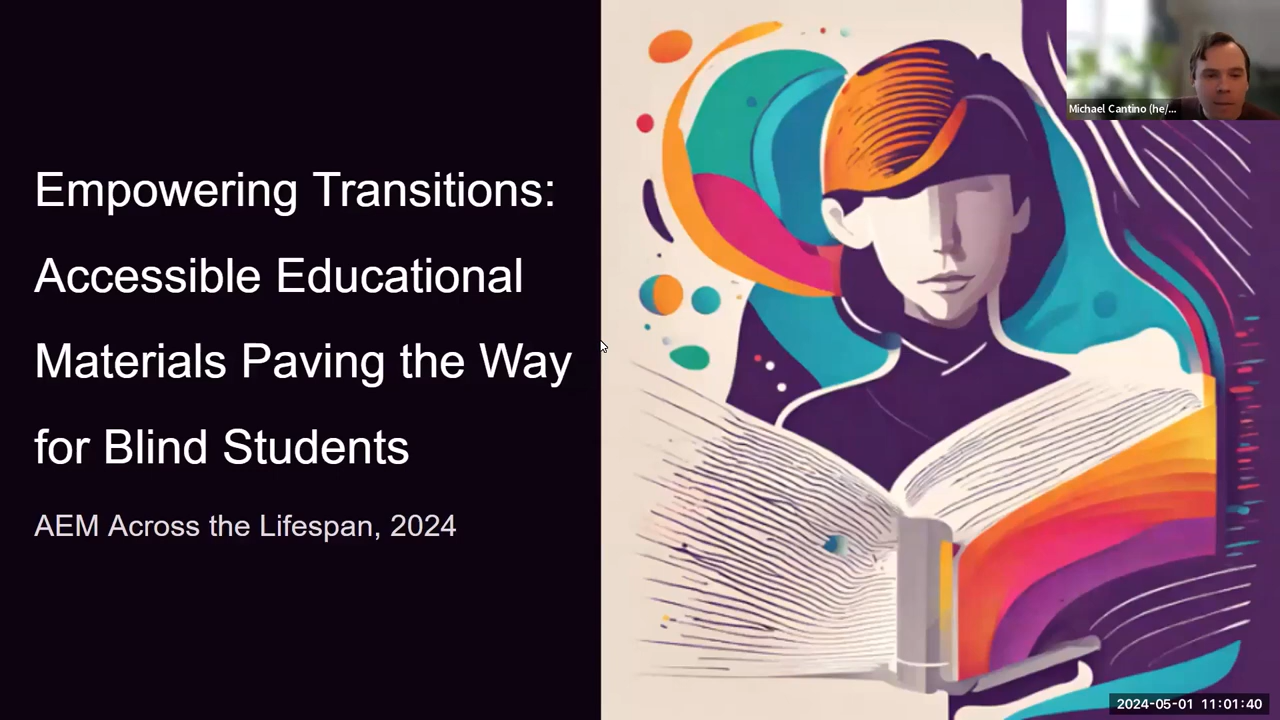 Empowering Transitions:
Accessible Educational
Materials Paving the Way
for Blind Students
AEM Across the Lifespan, 2024
Michael Cantino (he/...
2024-05-01 11:01:40